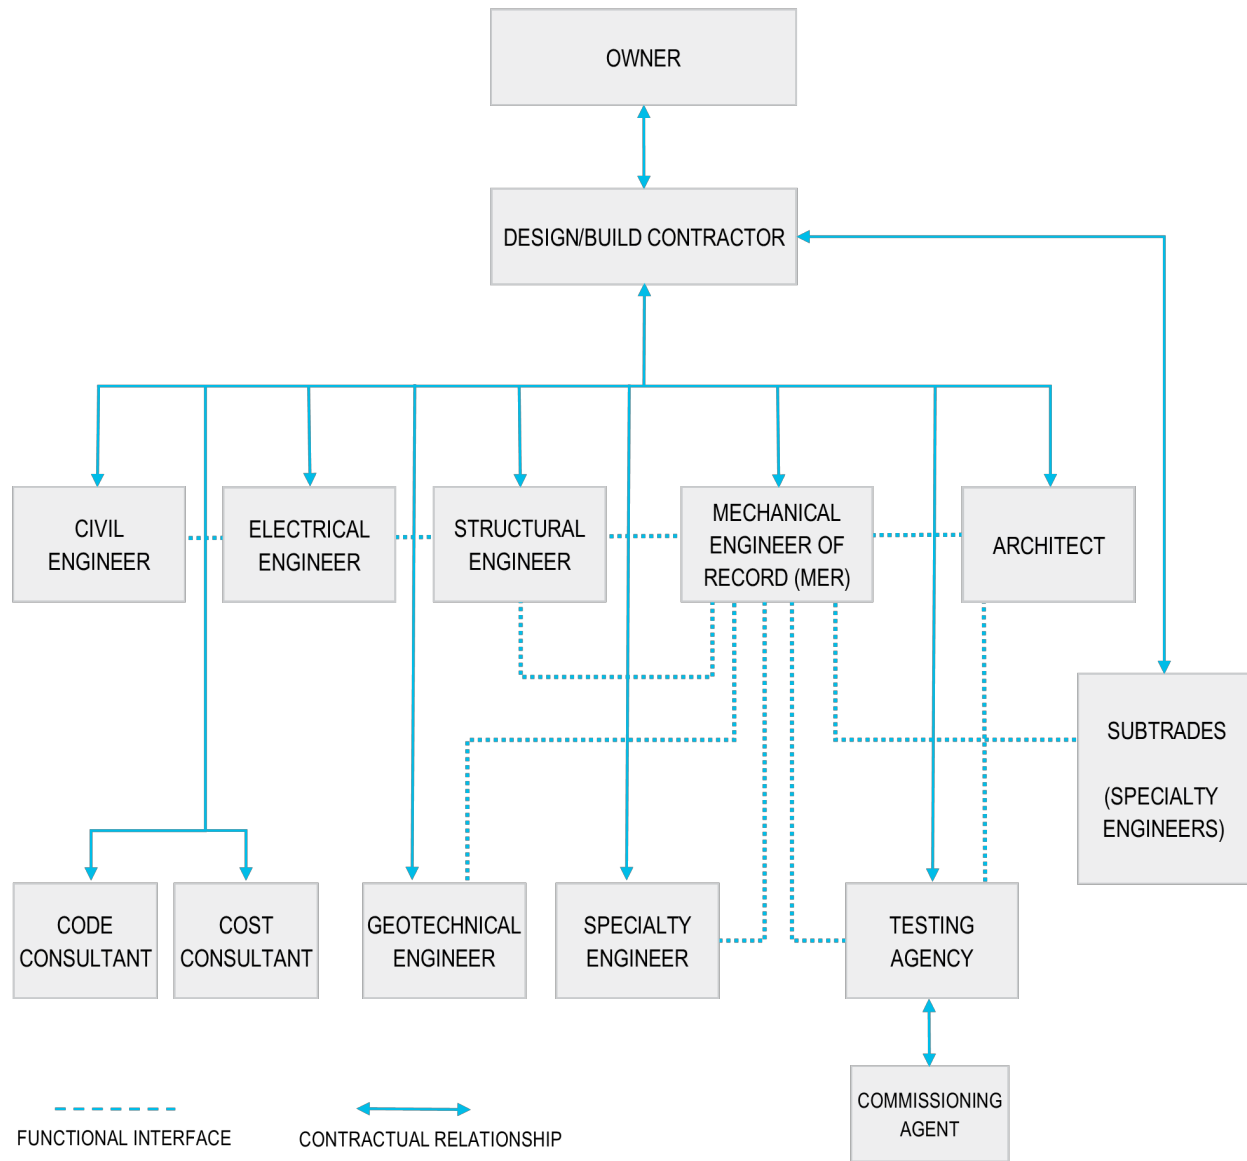 OWNER
DESIGN/BUILD CONTRACTOR
CIVIL
ENGINEER
ELECTRICAL
ENGINEER
STRUCTURAL
ENGINEER
MECHANICAL
ENGINEER OF
RECORD (MER)
ARCHITECT
SUBTRADES
(SPECIALTY
ENGINEERS)
CODE
CONSULTANT
COST
CONSULTANT
GEOTECHNICAL
ENGINEER
SPECIALTY
ENGINEER
TESTING
AGENCY
COMMISSIONING
AGENT
FUNCTIONAL INTERFACE
CONTRACTUAL RELATIONSHIP